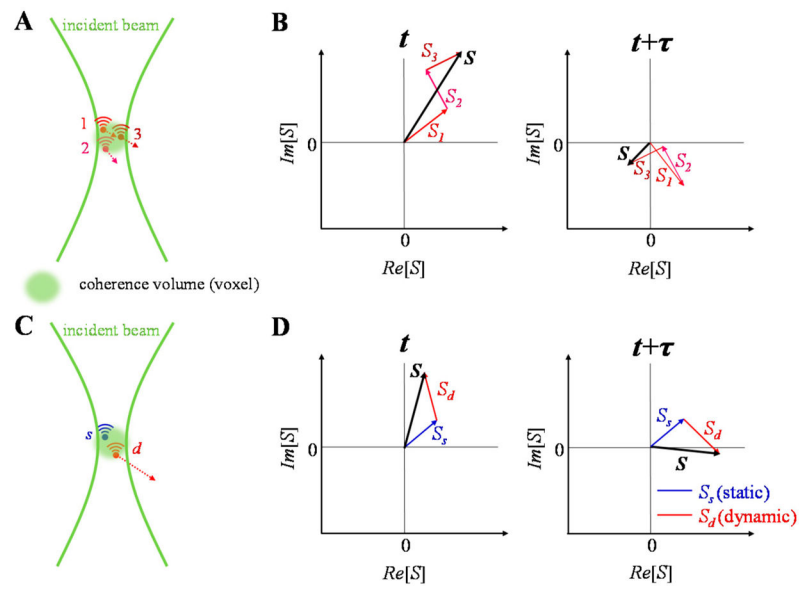 A
incident beam
1
3
2
coherence volume (voxel)
B
t
S3
S
S2
S1
0
Im[S]
0
Re[S]
t+τ
0
S
S3
S1
S2
Im[S]
0
Re[S]
C
incident beam
s
d
D
t
S
Sd
Ss
0
Im[S]
0
Re[S]
t+τ
Ss
Sd
0
S
Im[S]
Ss (static)
Sd (dynamic)
0
Re[S]